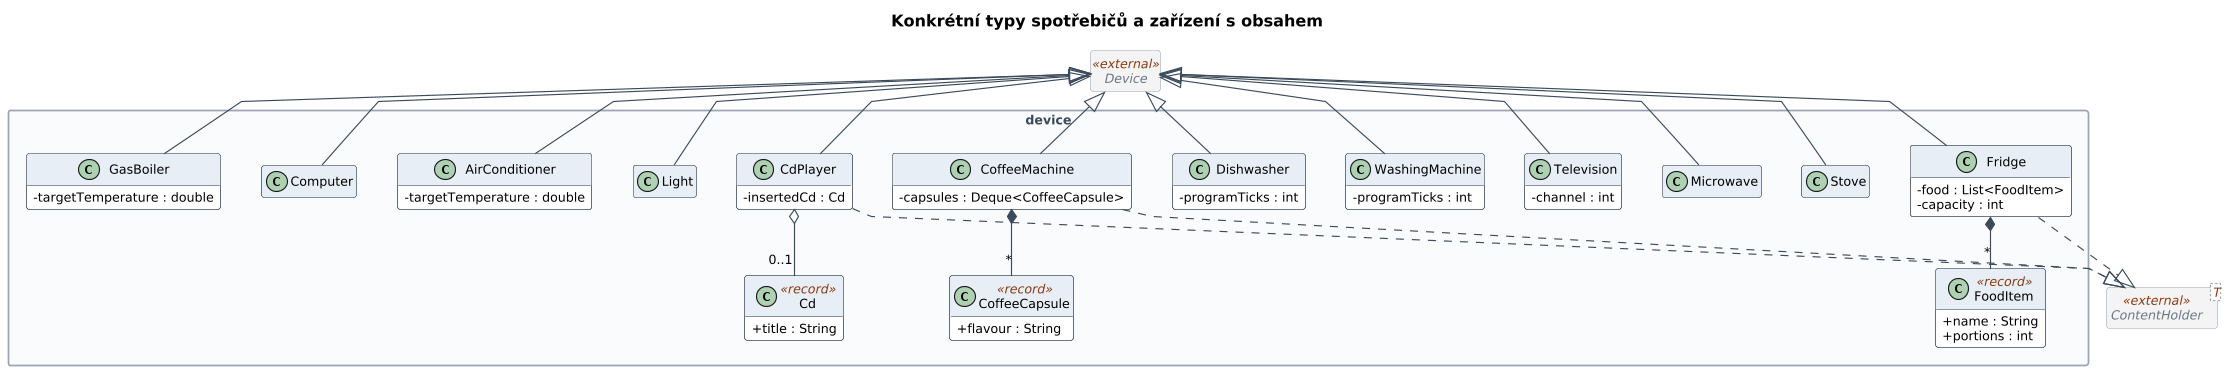 Konkrétní typy spotřebičů a zařízení s obsahem
«external»
Device
device
C GasBoiler
-targetTemperature : double
C Computer
C AirConditioner
-targetTemperature : double
C Light
C CdPlayer
-insertedCd : Cd
C CoffeeMachine
-capsules : Deque<CoffeeCapsule>
C Dishwasher
-programTicks : int
C WashingMachine
-programTicks : int
C Television
-channel : int
C Microwave
C Stove
C Fridge
-food : List<FoodItem>
-capacity : int
0..1
*
*
C «record»
Cd
+title : String
C «record»
CoffeeCapsule
+flavour : String
C «record»
FoodItem
+name : String
+portions : int
T
«external»
ContentHolder